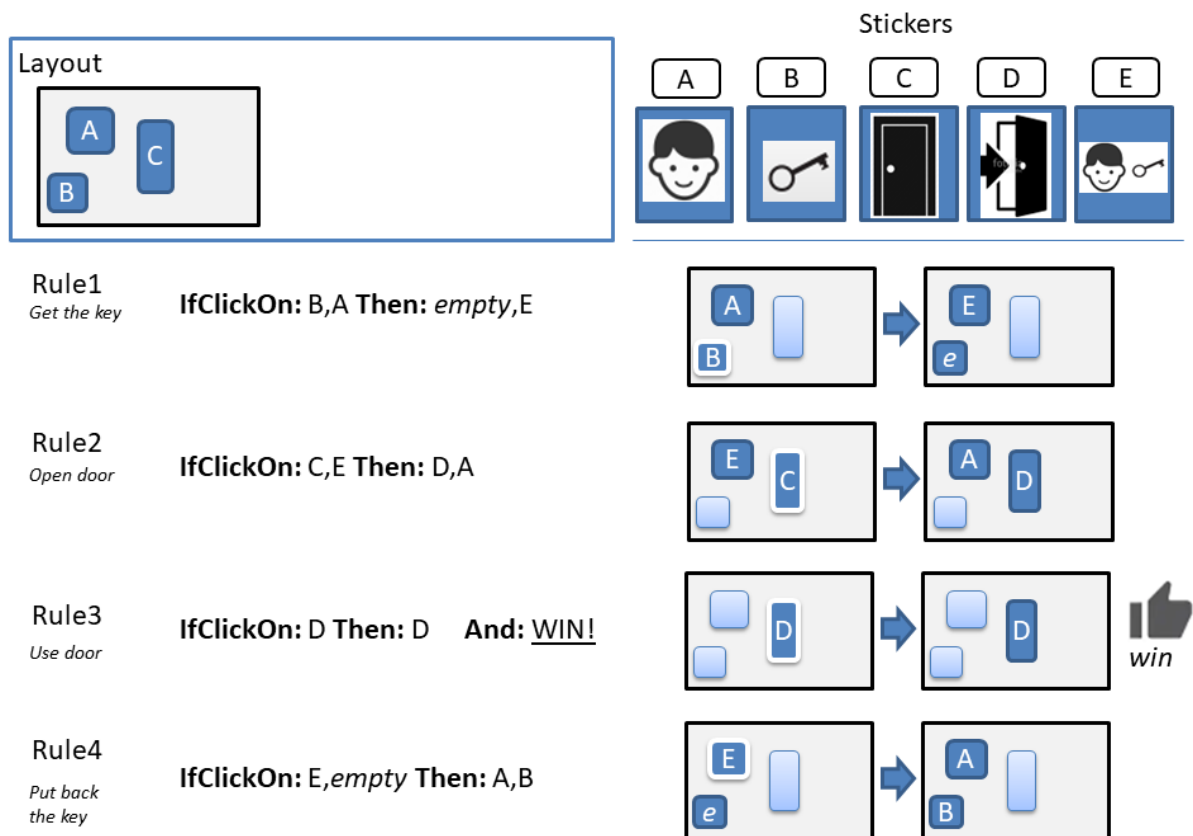 Stickers
Layout
A B C D E
A
C
B
Rule1
Get the key
IfClickOn: B,A Then: empty,E
A
B
E
e
Rule2
Open door
IfClickOn: C,E Then: D,A
E
C
A
D
Rule3
Use door
IfClickOn: D Then: D And: WIN!
D
D
win
Rule4
Put back
the key
IfClickOn: E,empty Then: A,B
E
e
A
B